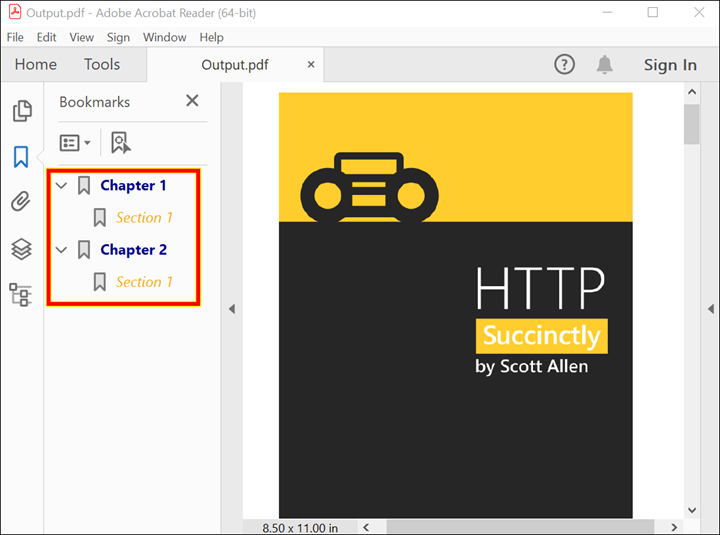 Output.pdf - Adobe Acrobat Reader (64-bit)
File Edit View Sign Window Help
Home Tools Output.pdf × Sign In
Bookmarks
Chapter 1
Section 1
Chapter 2
Section 1
HTTP
Succinctly
by Scott Allen
8.50 x 11.00 in